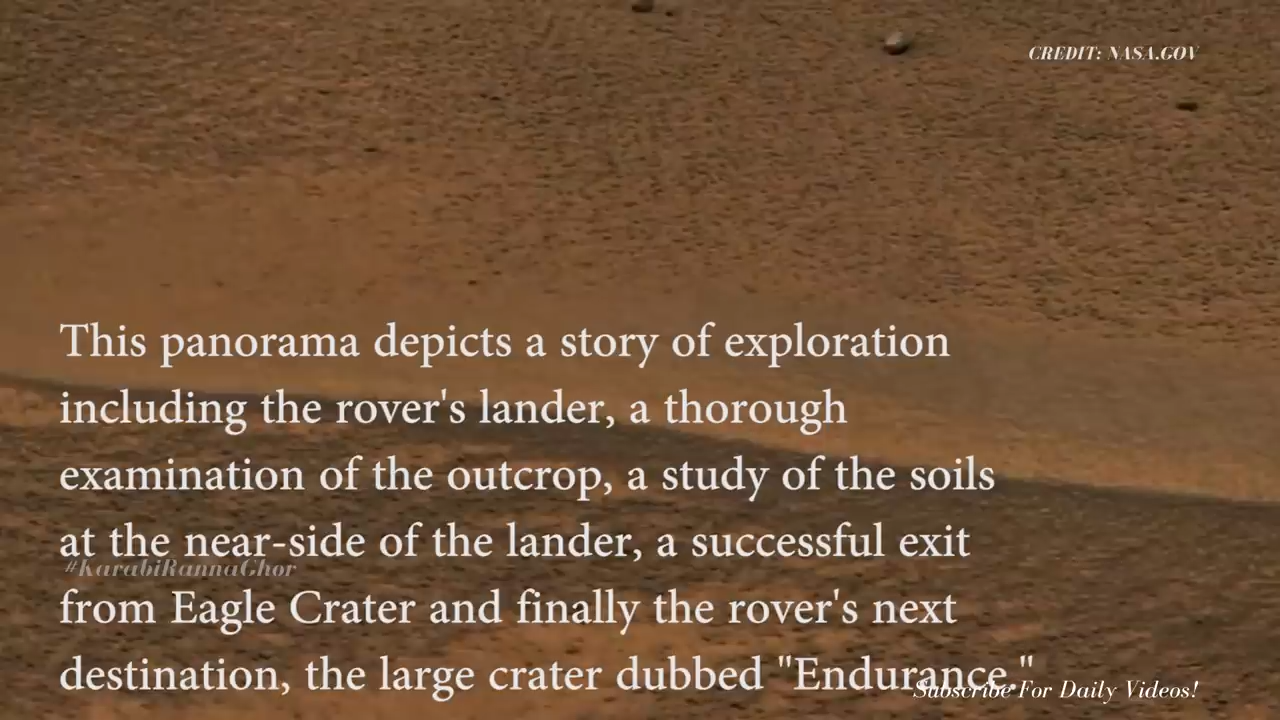 CREDIT: NASA.GOV
This panorama depicts a story of exploration
including the rover's lander, a thorough
examination of the outcrop, a study of the soils
at the near-side of the lander, a successful exit
#KarabiRannaGhor
from Eagle Crater and finally the rover's next
destination, the large crater dubbed "Endurance."
Subscribe For Daily Videos!